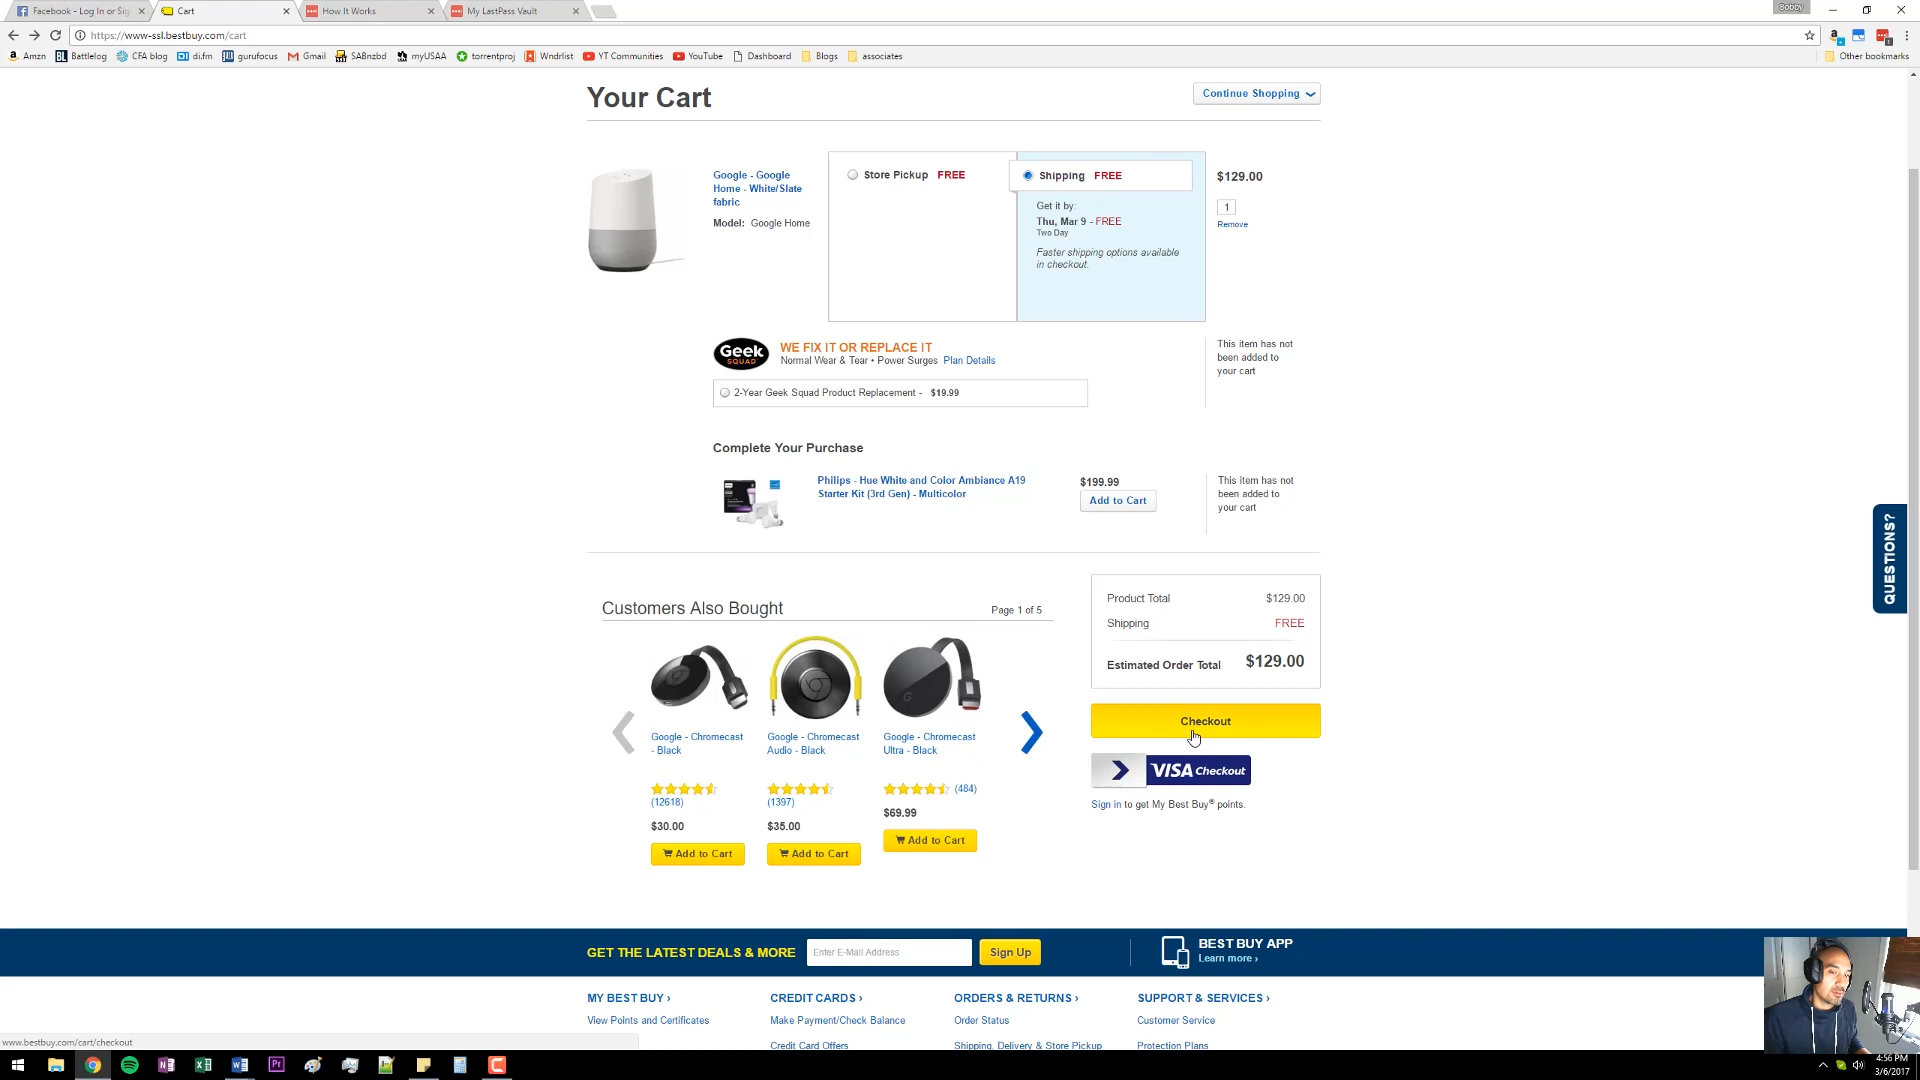 Facebook - Log In or Sig
Cart
How It Works
My LastPass Vault
Bobby
https://www-ssl.bestbuy.com/cart
Amzn
Battlelog
CFA blog
di.fm
gurufocus
Gmail
SABnzbd
myUSAA
torrentproj
Wndrlist
YT Communities
YouTube
Dashboard
Blogs
associates
Other bookmarks
Your Cart
Continue Shopping
Google - Google
Home - White/Slate
fabric
Model: Google Home
Store Pickup FREE
Shipping FREE
Get it by:
Thu, Mar 9 - FREE
Two Day
Faster shipping options available
in checkout.
$129.00
1
Remove
Geek
SQUAD
WE FIX IT OR REPLACE IT
Normal Wear & Tear • Power Surges Plan Details
2-Year Geek Squad Product Replacement - $19.99
This item has not
been added to
your cart
Complete Your Purchase
Philips - Hue White and Color Ambiance A19
Starter Kit (3rd Gen) - Multicolor
$199.99
Add to Cart
This item has not
been added to
your cart
Customers Also Bought
Page 1 of 5
Google - Chromecast
- Black
(12618)
$30.00
Add to Cart
Google - Chromecast
Audio - Black
(1397)
$35.00
Add to Cart
Google - Chromecast
Ultra - Black
(484)
$69.99
Add to Cart
Product Total $129.00
Shipping FREE
Estimated Order Total $129.00
Checkout
VISA Checkout
Sign in to get My Best Buy® points.
QUESTIONS?
GET THE LATEST DEALS & MORE
Enter E-Mail Address
Sign Up
BEST BUY APP
Learn more ›
MY BEST BUY ›
CREDIT CARDS ›
ORDERS & RETURNS ›
SUPPORT & SERVICES ›
View Points and Certificates
Make Payment/Check Balance
Order Status
Customer Service
Credit Card Offers
Shipping, Delivery & Store Pickup
Protection Plans
www.bestbuy.com/cart/checkout
4:56 PM
3/6/2017